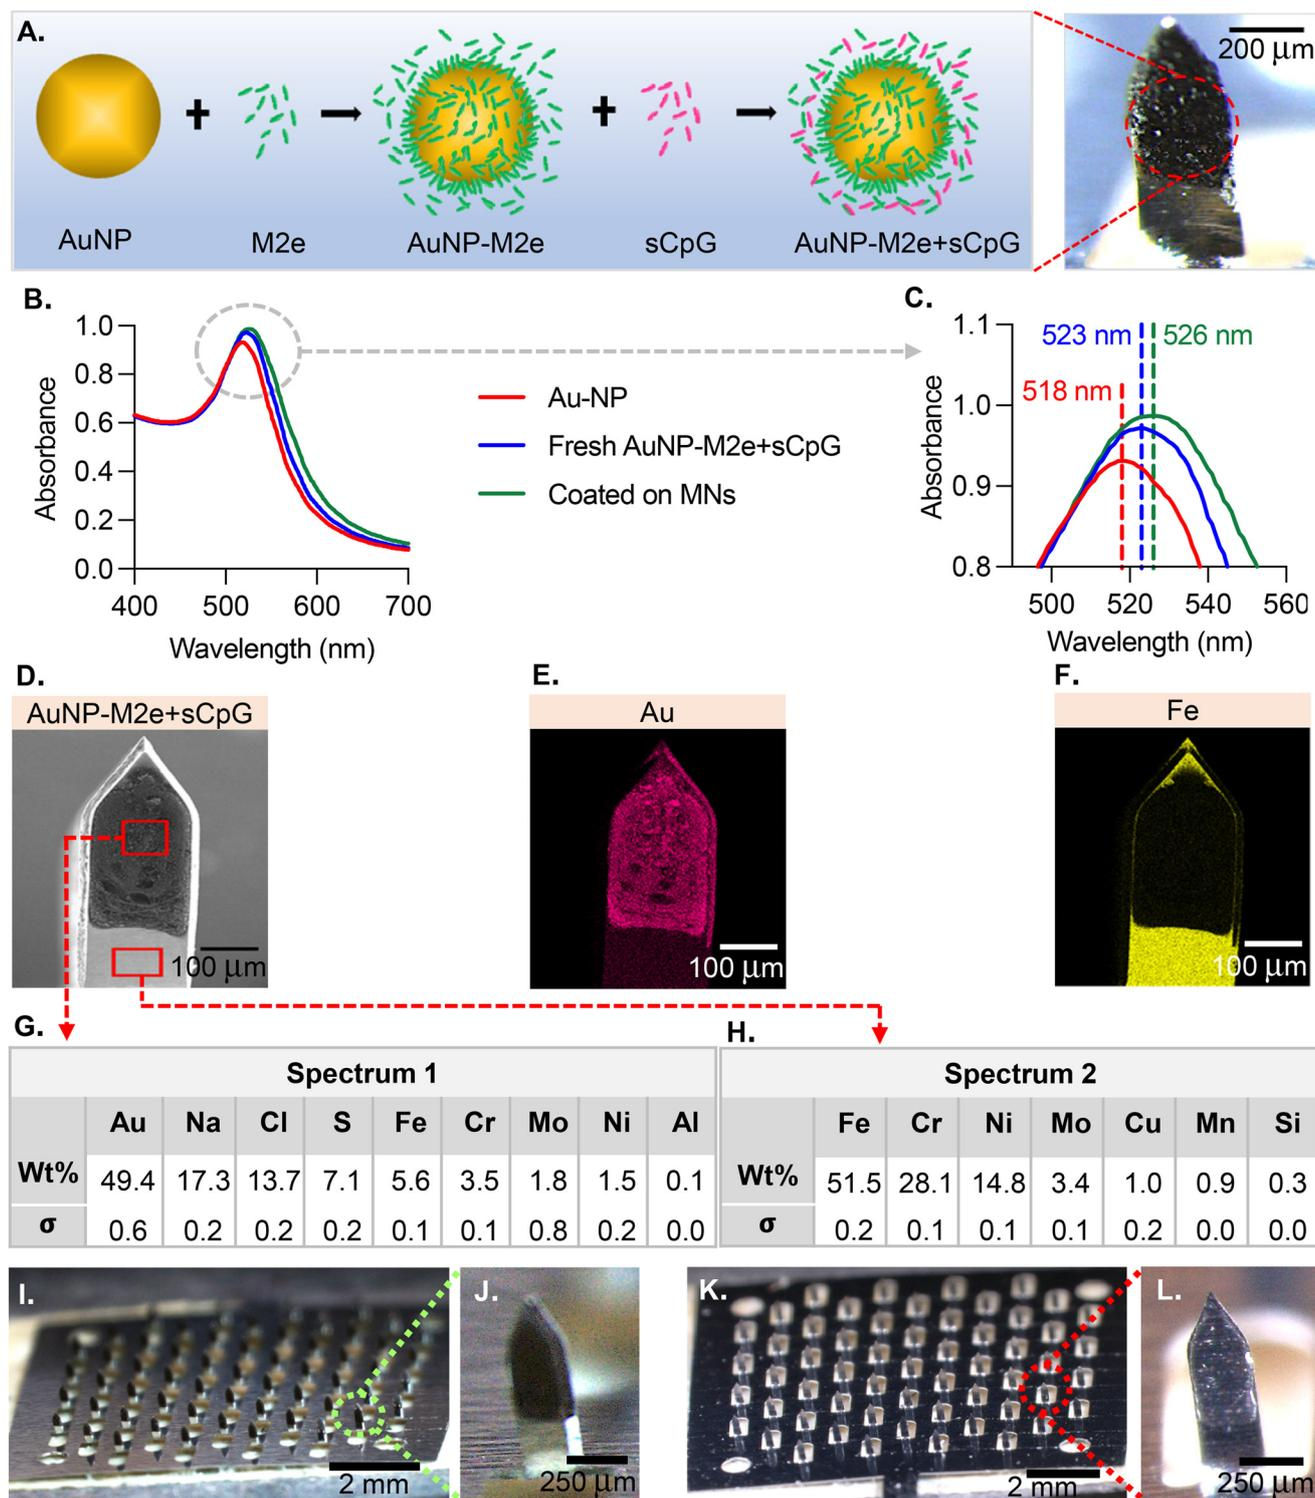 A.
AuNP
+
M2e
AuNP-M2e
+
sCpG
AuNP-M2e+sCpG
200 µm
B.
1.0
0.8
0.6
0.4
0.2
0.0
Absorbance
400 500 600 700
Wavelength (nm)
Au-NP
Fresh AuNP-M2e+sCpG
Coated on MNs
C.
1.1
1.0
0.9
0.8
Absorbance
523 nm
526 nm
518 nm
500 520 540 560
Wavelength (nm)
D.
AuNP-M2e+sCpG
100 µm
E.
Au
100 µm
F.
Fe
100 µm
G.
Spectrum 1
Au Na Cl S Fe Cr Mo Ni Al
Wt% 49.4 17.3 13.7 7.1 5.6 3.5 1.8 1.5 0.1
σ 0.6 0.2 0.2 0.2 0.1 0.1 0.8 0.2 0.0
H.
Spectrum 2
Fe Cr Ni Mo Cu Mn Si
Wt% 51.5 28.1 14.8 3.4 1.0 0.9 0.3
σ 0.2 0.1 0.1 0.1 0.2 0.0 0.0
I.
2 mm
J.
250 µm
K.
2 mm
L.
250 µm